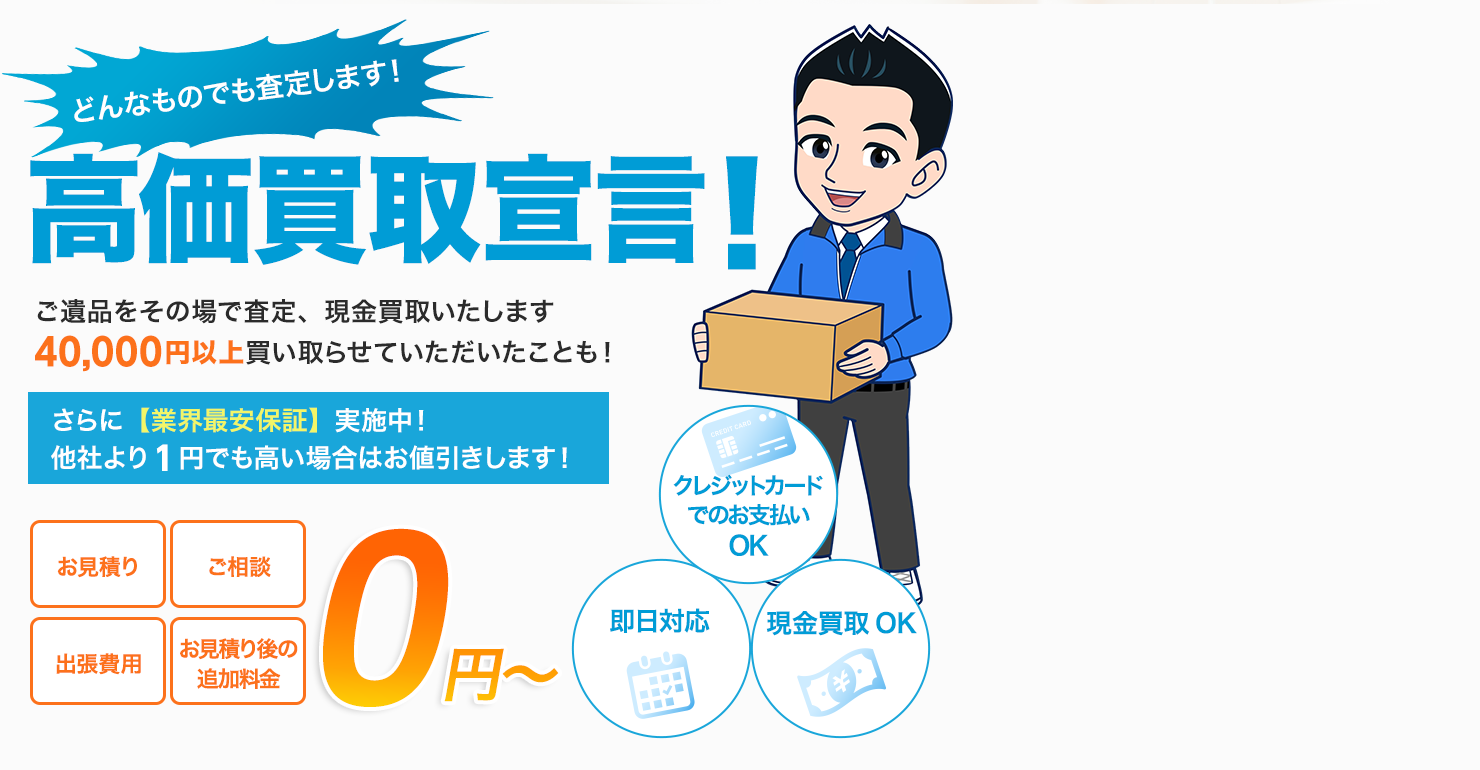 どんなものでも査定します！
高価買取宣言！
ご遺品をその場で査定、現金買取いたします
40,000円以上買い取らせていただいたことも！
さらに【業界最安保証】実施中！
他社より1円でも高い場合はお値引きします！
お見積り
ご相談
出張費用
お見積り後の
追加料金
0円～
CREDIT CARD
クレジットカード
でのお支払い
OK
即日対応
現金買取OK
¥